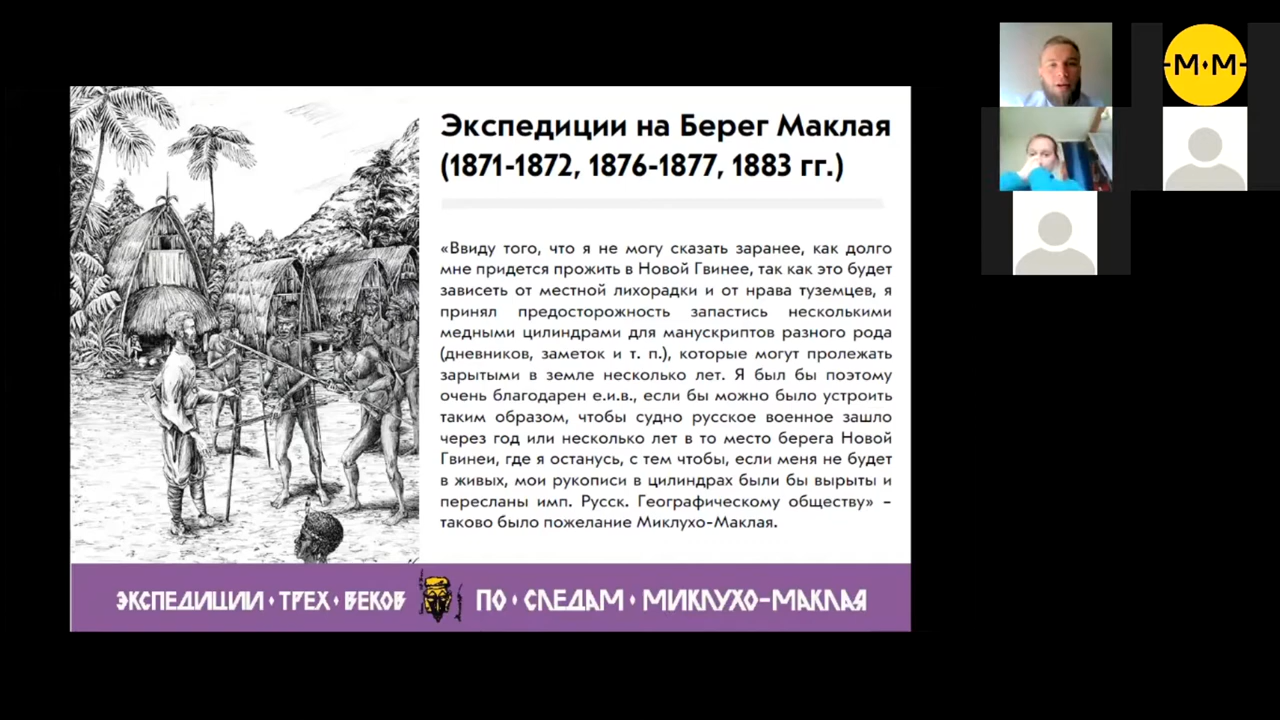 Экспедиции на Берег Маклая
(1871-1872, 1876-1877, 1883 гг.)
«Ввиду того, что я не могу сказать заранее, как долго
мне придется прожить в Новой Гвинее, так как это будет
зависеть от местной лихорадки и от нрава туземцев, я
принял предосторожность запастись несколькими
медными цилиндрами для манускриптов разного рода
(дневников, заметок и т. п.), которые могут пролежать
зарытыми в земле несколько лет. Я был бы поэтому
очень благодарен е.и.в., если бы можно было устроить
таким образом, чтобы судно русское военное зашло
через год или несколько лет в то место берега Новой
Гвинеи, где я останусь, с тем чтобы, если меня не будет
в живых, мои рукописи в цилиндрах были бы вырыты и
пересланы имп. Русск. Географическому обществу» –
таково было пожелание Миклухо-Маклая.
ЭКСПЕДИЦИИ · ТРЕХ · ВЕКОВ ПО · СЛЕДАМ · МИКЛУХО-МАКЛАЯ
-М·М-